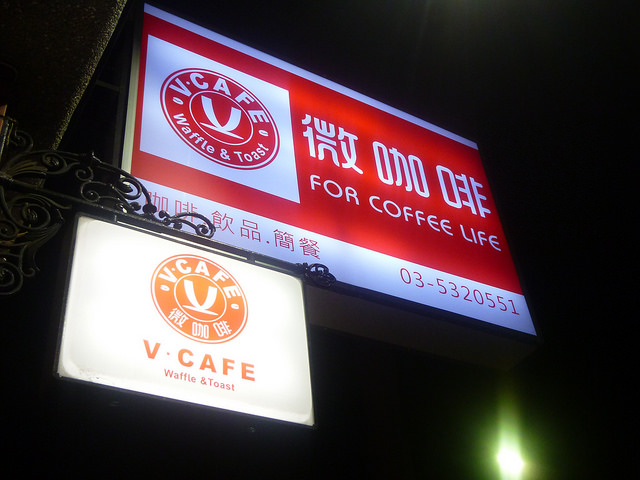 V·CAFE
Waffle & Toast
微咖啡
FOR COFFEE LIFE
咖啡.飲品.簡餐
03-5320551
V·CAFE
微咖啡
V·CAFE
Waffle &Toast